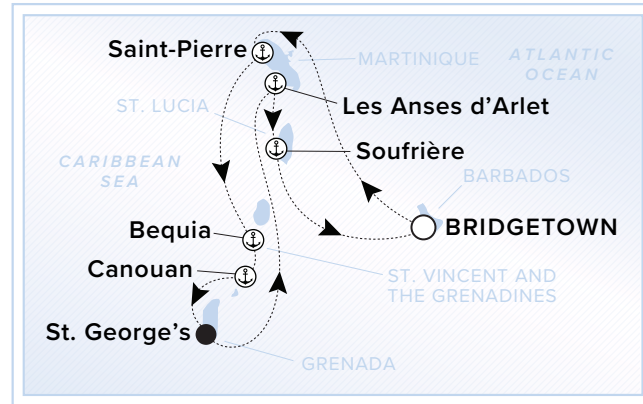 Saint-Pierre
MARTINIQUE
ATLANTIC
OCEAN
Les Anses d’Arlet
ST. LUCIA
Soufrière
CARIBBEAN
SEA
BARBADOS
BRIDGETOWN
Bequia
Canouan
ST. VINCENT AND
THE GRENADINES
St. George’s
GRENADA